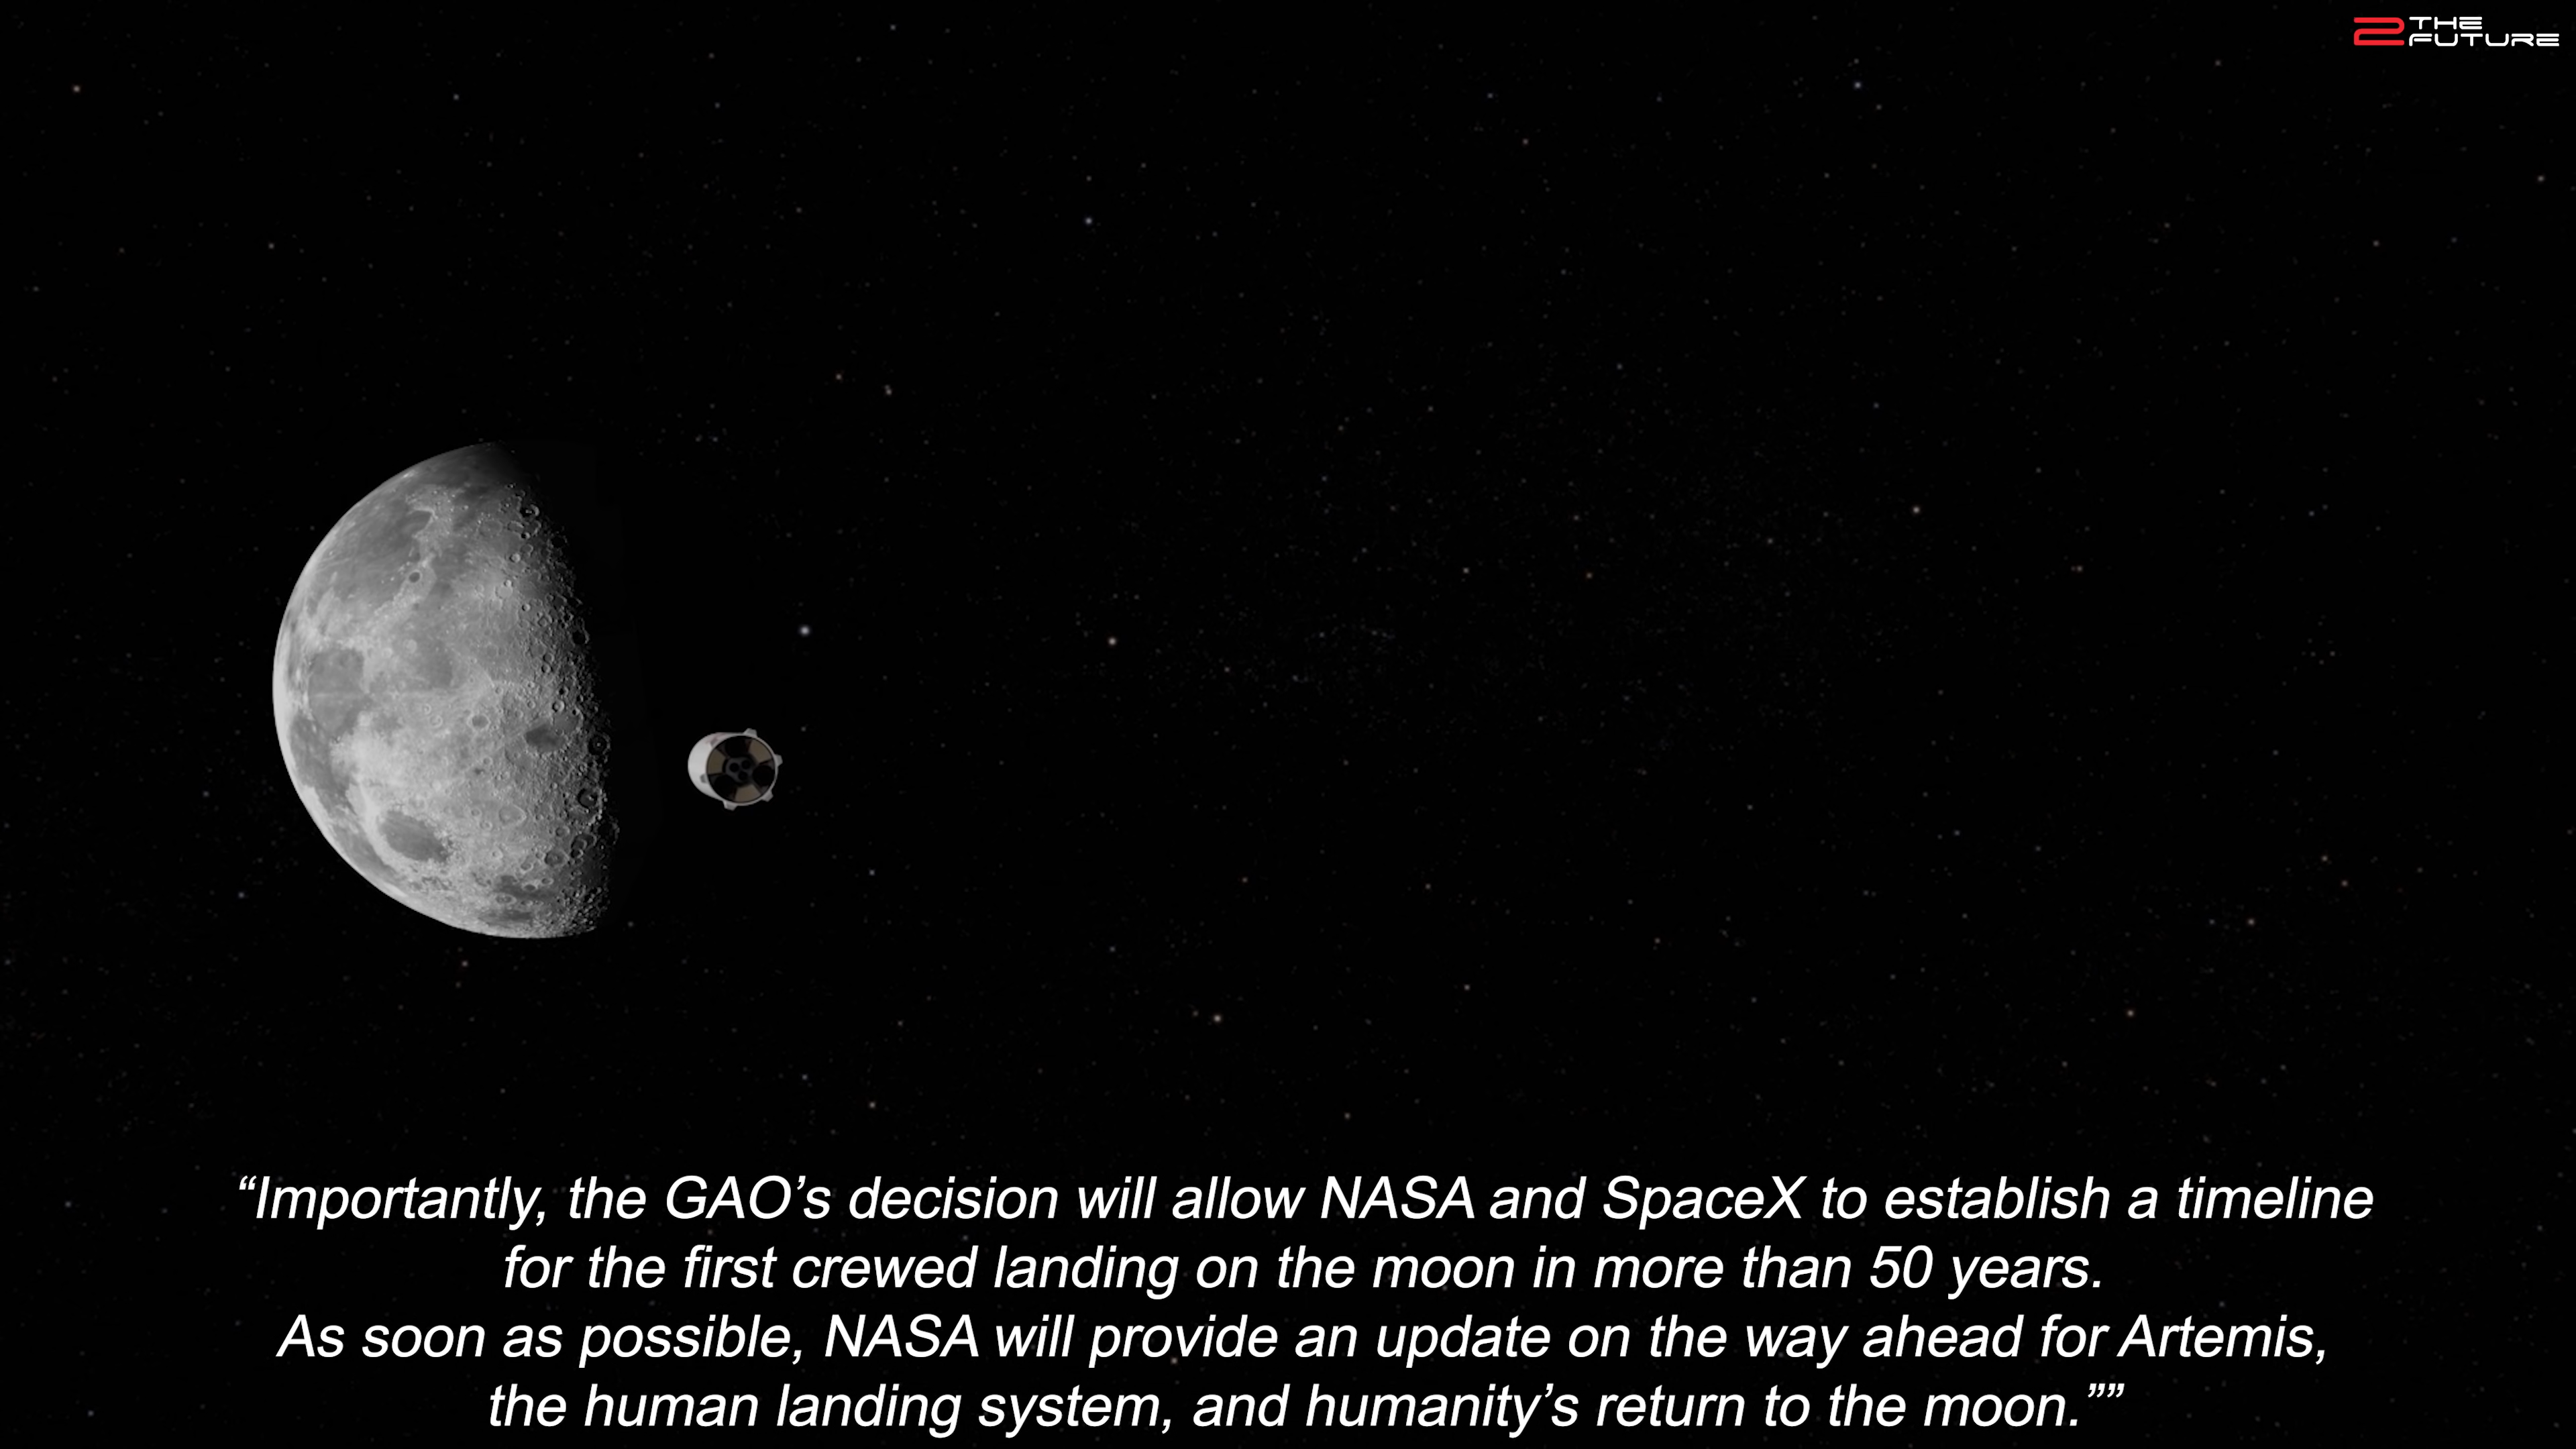 2 THE
FUTURE
“Importantly, the GAO’s decision will allow NASA and SpaceX to establish a timeline
for the first crewed landing on the moon in more than 50 years.
As soon as possible, NASA will provide an update on the way ahead for Artemis,
the human landing system, and humanity’s return to the moon.””